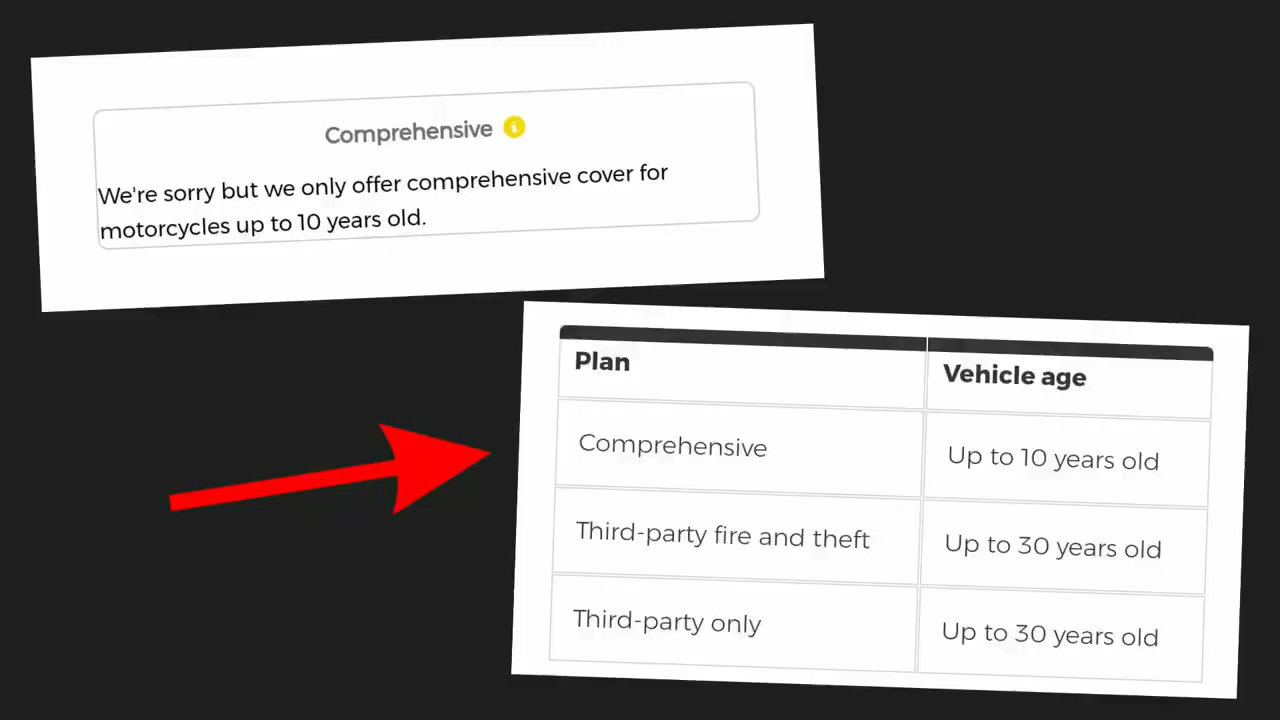 Comprehensive
We're sorry but we only offer comprehensive cover for
motorcycles up to 10 years old.
Plan Vehicle age
Comprehensive Up to 10 years old
Third-party fire and theft Up to 30 years old
Third-party only Up to 30 years old